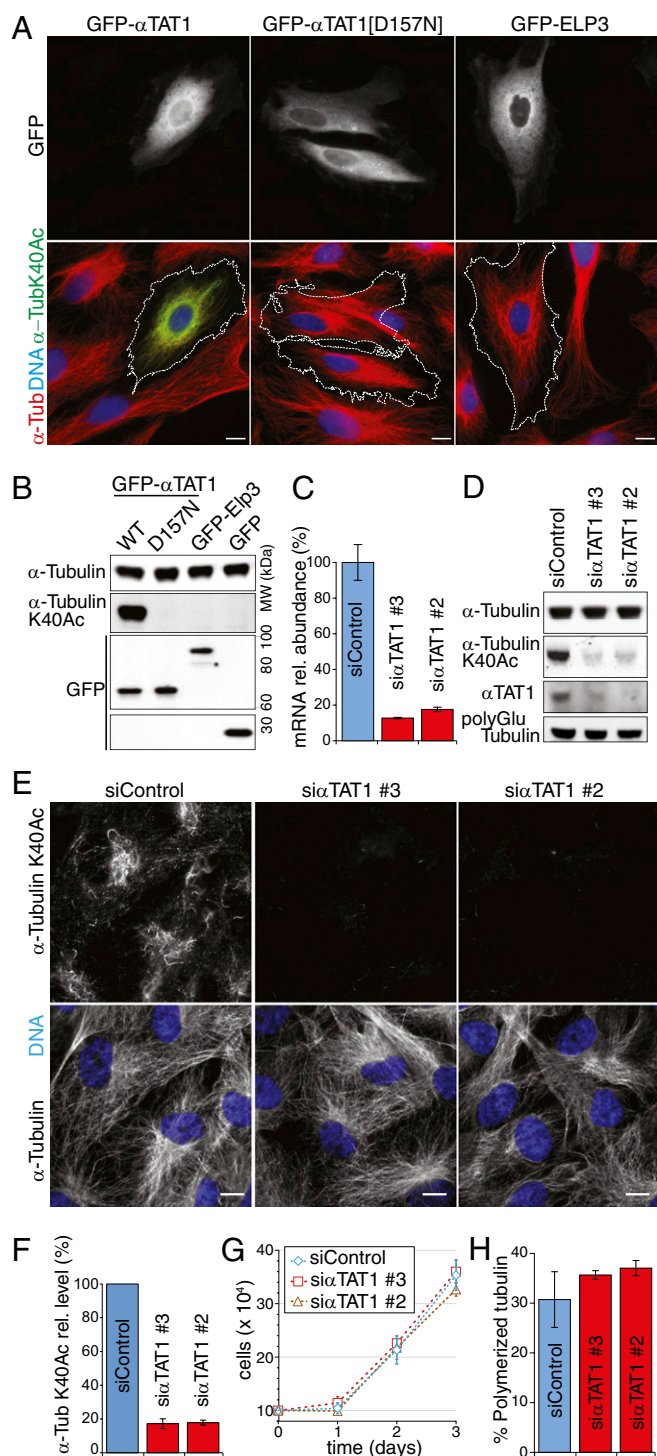 A
GFP-αTAT1
GFP-αTAT1[D157N]
GFP-ELP3
GFP
α-Tub DNA α-TubK40Ac
B
GFP-αTAT1
WT
D157N
GFP-Elp3
GFP
MW (kDa)
α-Tubulin
α-Tubulin
K40Ac
GFP
100
80
60
30
C
mRNA rel. abundance (%)
100
80
60
40
20
0
siControl
siαTAT1 #3
siαTAT1 #2
D
siControl
siαTAT1 #3
siαTAT1 #2
α-Tubulin
α-Tubulin
K40Ac
αTAT1
polyGlu
Tubulin
E
siControl
siαTAT1 #3
siαTAT1 #2
α-Tubulin K40Ac
DNA
α-Tubulin
F
α-Tub K40Ac rel. level (%)
100
80
60
40
20
0
siControl
siαTAT1 #3
siαTAT1 #2
G
cells (x 10⁴)
40
30
20
10
siControl
siαTAT1 #3
siαTAT1 #2
0
1
2
3
time (days)
H
% Polymerized tubulin
40
30
20
10
0
siControl
siαTAT1 #3
siαTAT1 #2